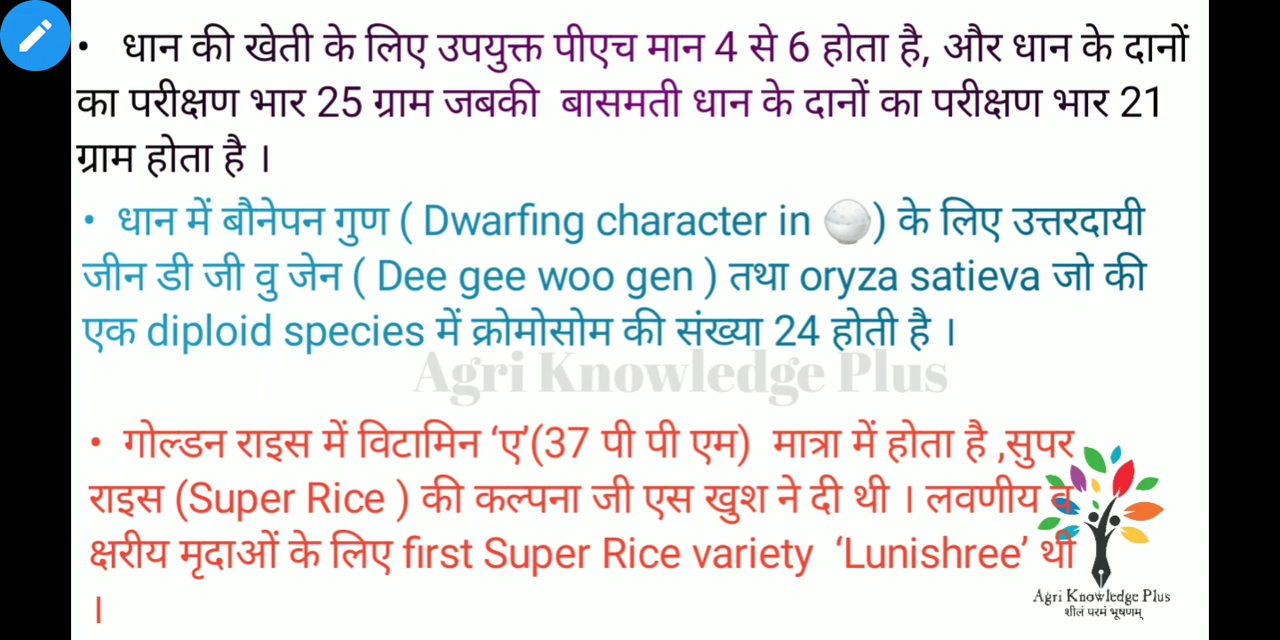 • धान की खेती के लिए उपयुक्त पीएच मान 4 से 6 होता है, और धान के दानों
का परीक्षण भार 25 ग्राम जबकी बासमती धान के दानों का परीक्षण भार 21
ग्राम होता है ।
• धान में बौनेपन गुण ( Dwarfing character in 🍚) के लिए उत्तरदायी
जीन डी जी वु जेन ( Dee gee woo gen ) तथा oryza satieva जो की
एक diploid species में क्रोमोसोम की संख्या 24 होती है ।
Agri Knowledge Plus
• गोल्डन राइस में विटामिन ‘ए’(37 पी पी एम) मात्रा में होता है ,सुपर
राइस (Super Rice ) की कल्पना जी एस खुश ने दी थी । लवणीय व
क्षरीय मृदाओं के लिए first Super Rice variety ‘Lunishree’ थी
।
Agri Knowledge Plus
शीलं परमं भूषणम्